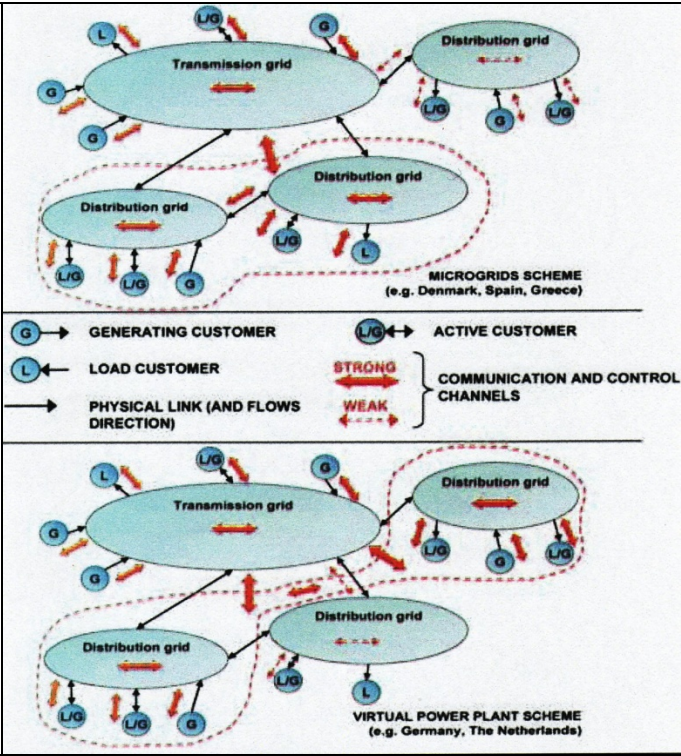 L
L/G
G
Transmission grid
Distribution grid
G
G
L/G
G
L/G
Distribution grid
Distribution grid
L/G
L
L/G
L/G
G
MICROGRIDS SCHEME
(e.g. Denmark, Spain, Greece)
G
GENERATING CUSTOMER
L/G
ACTIVE CUSTOMER
L
LOAD CUSTOMER
STRONG
COMMUNICATION AND CONTROL
CHANNELS
WEAK
PHYSICAL LINK (AND FLOWS
DIRECTION)
L
L/G
G
Distribution grid
Transmission grid
G
G
L/G
G
L/G
Distribution grid
Distribution grid
L/G
L
L/G
L/G
G
VIRTUAL POWER PLANT SCHEME
(e.g. Germany, The Netherlands)